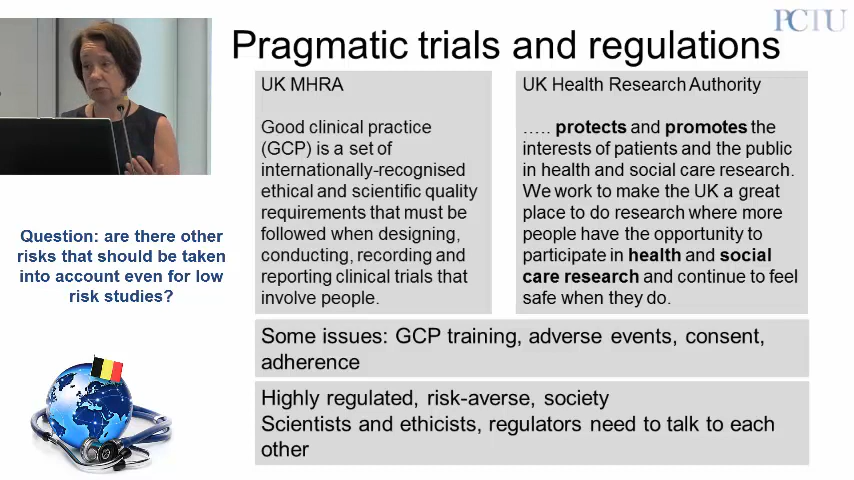 PCTU
Pragmatic trials and regulations
UK MHRA
Good clinical practice
(GCP) is a set of
internationally-recognised
ethical and scientific quality
requirements that must be
followed when designing,
conducting, recording and
reporting clinical trials that
involve people.
UK Health Research Authority
….. protects and promotes the
interests of patients and the public
in health and social care research.
We work to make the UK a great
place to do research where more
people have the opportunity to
participate in health and social
care research and continue to feel
safe when they do.
Question: are there other
risks that should be taken
into account even for low
risk studies?
Some issues: GCP training, adverse events, consent,
adherence
Highly regulated, risk-averse, society
Scientists and ethicists, regulators need to talk to each
other